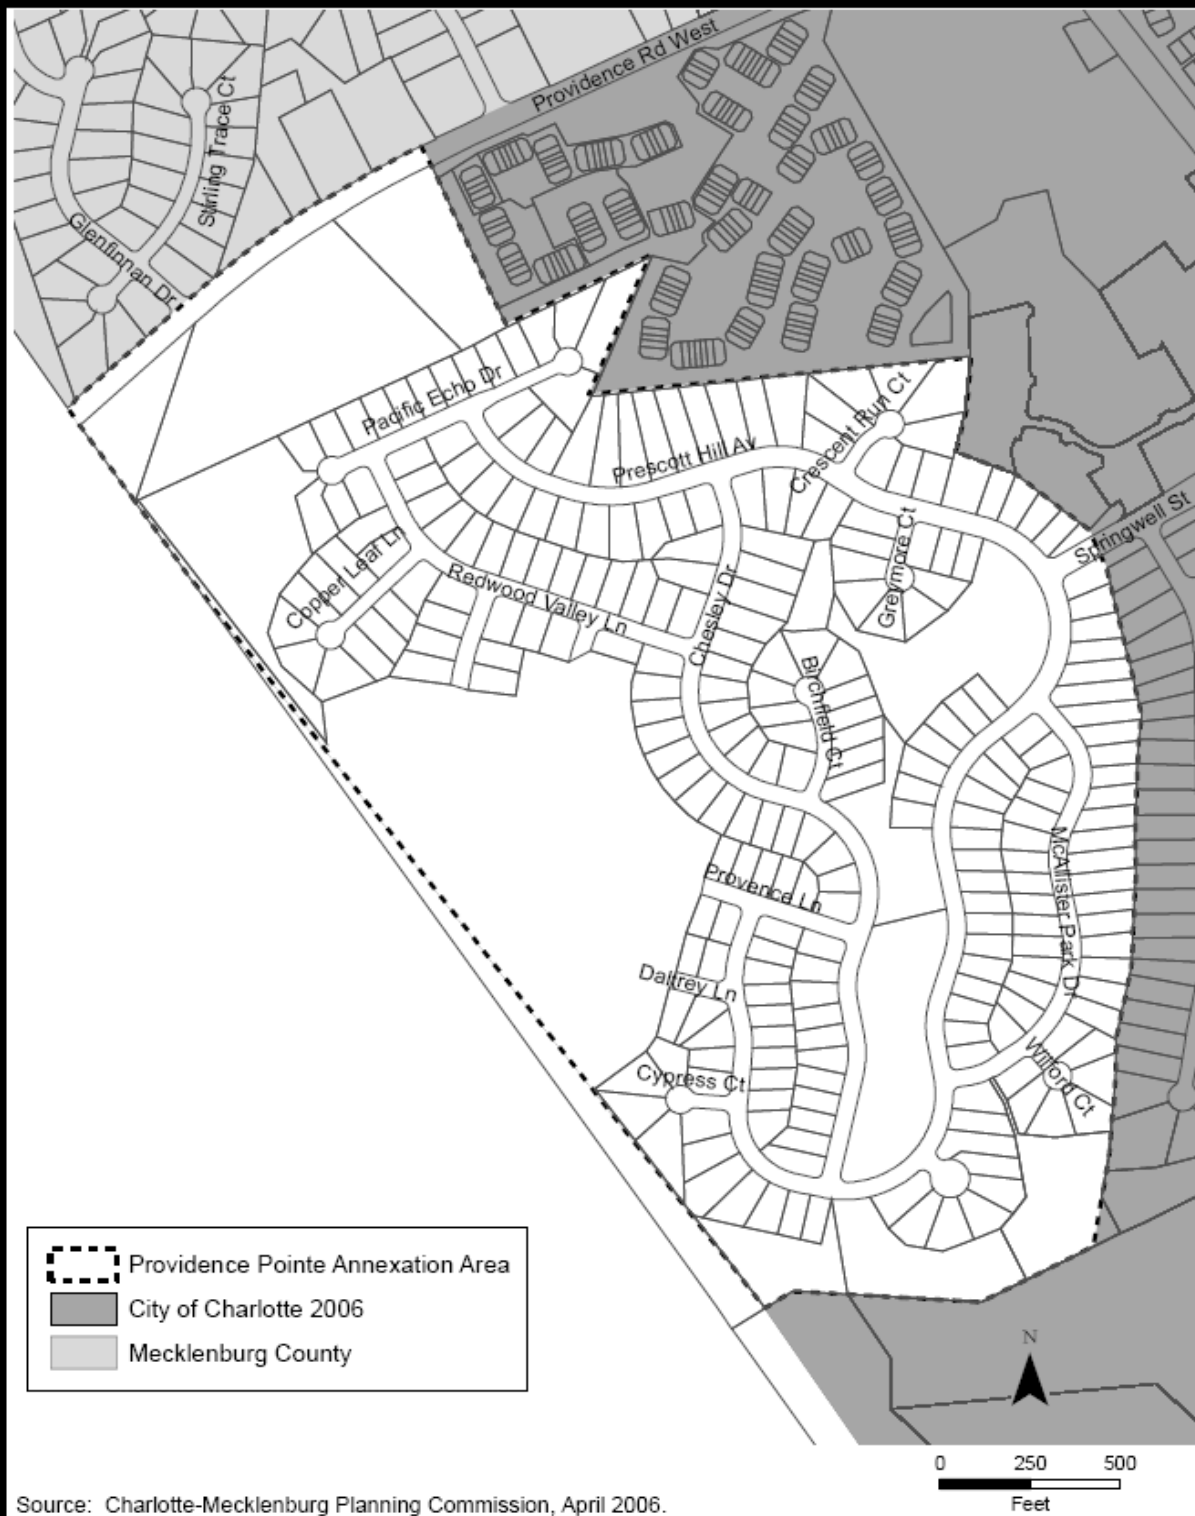 Providence Rd West
Stirling Trace Ct
Glenfinnan Dr
Pacific Echo Dr
Crescent Run Ct
Prescott Hill Av
Springwell St
Greymore Ct
Copper Leaf Ln
Redwood Valley Ln
Chesley Dr
Birchfield Ct
McAllister Park Dr
Provence Ln
Daltrey Ln
Wilford Ct
Cypress Ct
Providence Pointe Annexation Area
City of Charlotte 2006
Mecklenburg County
N
0 250 500
Feet
Source: Charlotte-Mecklenburg Planning Commission, April 2006.